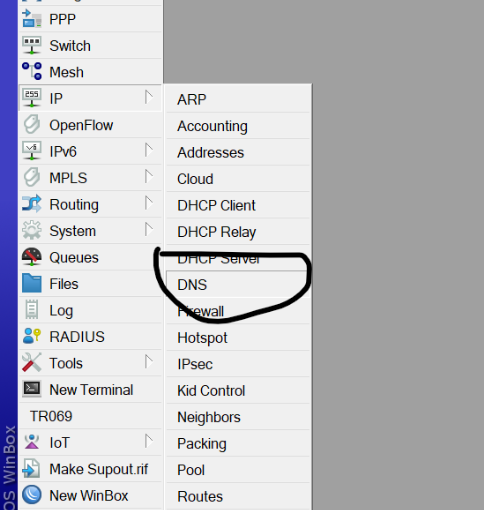 PPP
Switch
Mesh
IP
OpenFlow
IPv6
MPLS
Routing
System
Queues
Files
Log
RADIUS
Tools
New Terminal
TR069
IoT
Make Supout.rif
New WinBox
ARP
Accounting
Addresses
Cloud
DHCP Client
DHCP Relay
DHCP Server
DNS
Firewall
Hotspot
IPsec
Kid Control
Neighbors
Packing
Pool
Routes
OS WinBox